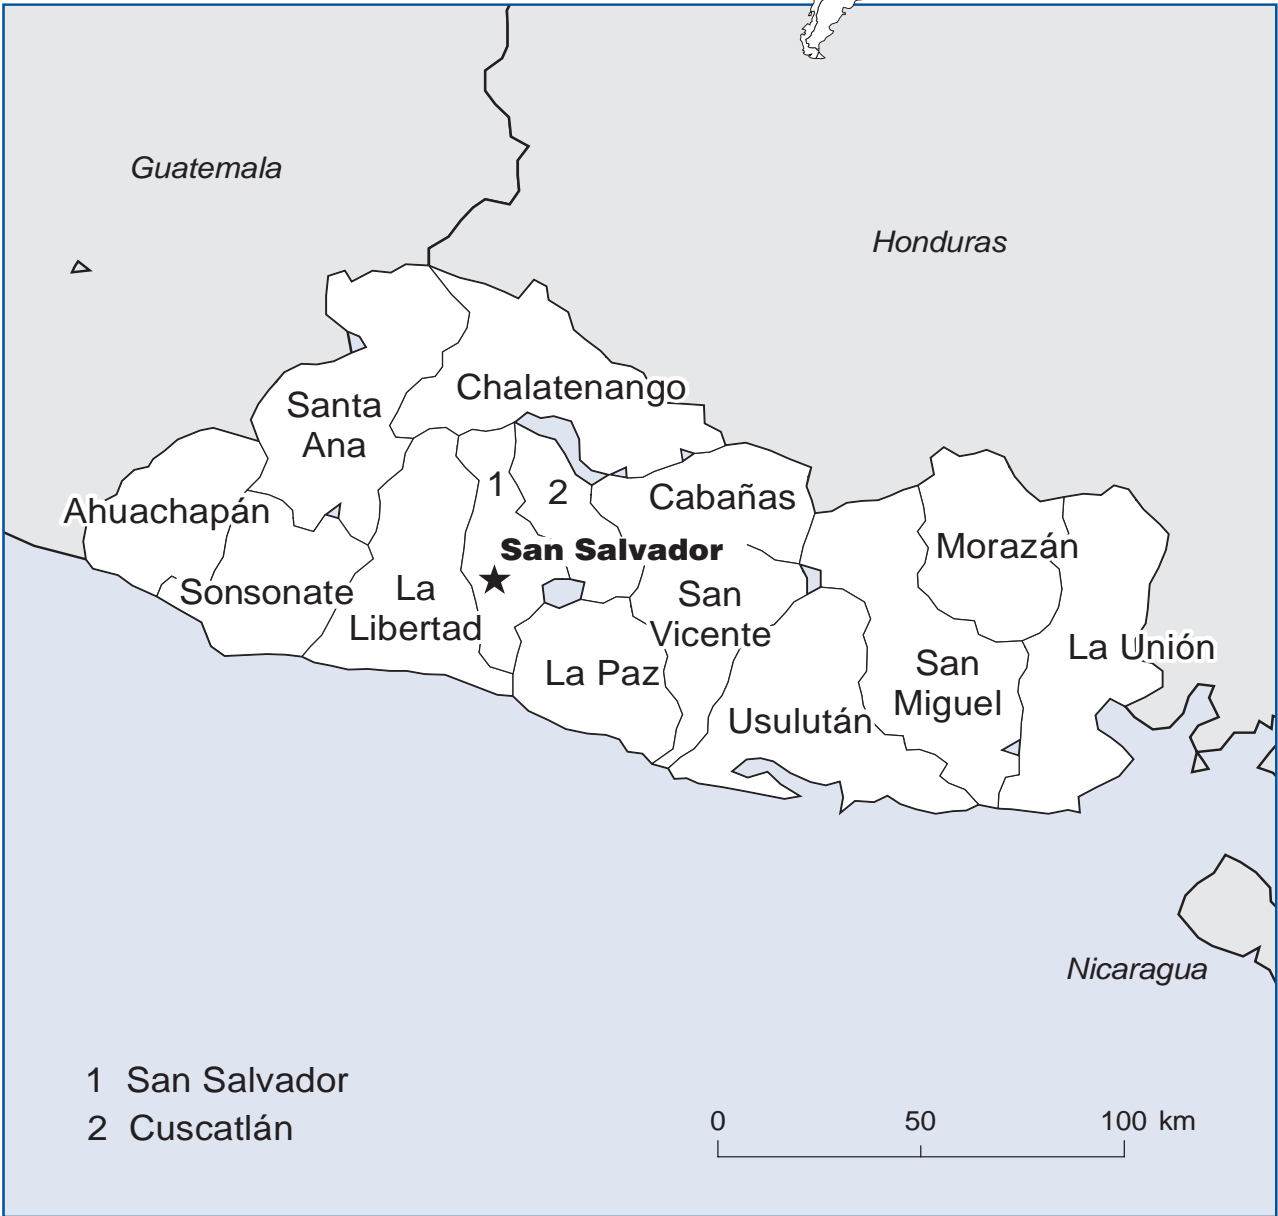 Guatemala
Honduras
Chalatenango
Santa
Ana
1
2
Cabañas
Ahuachapán
San Salvador
Morazán
Sonsonate
La
Libertad
San
Vicente
La Unión
La Paz
San
Miguel
Usulután
Nicaragua
1 San Salvador
2 Cuscatlán
0 50 100 km